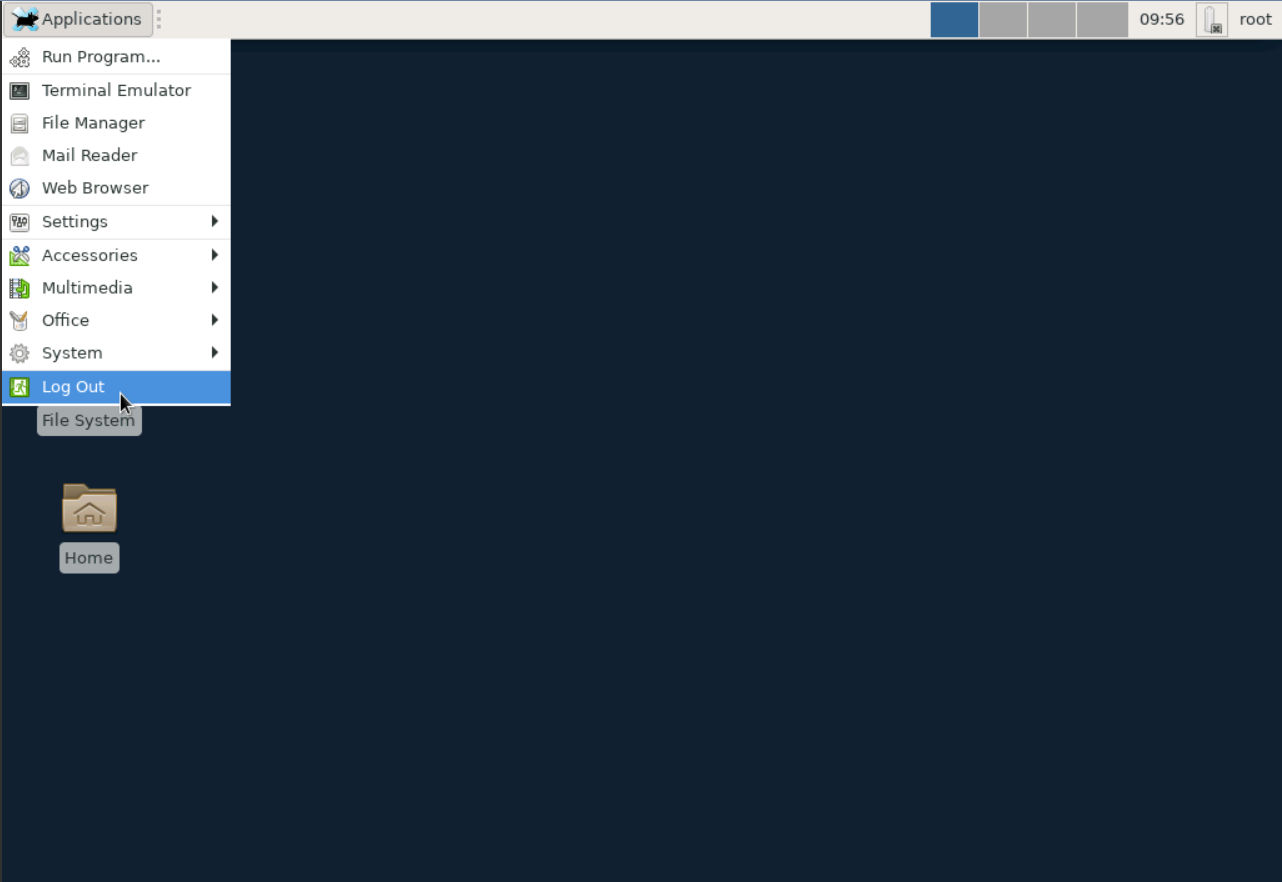 Applications
09:56
root
Run Program...
Terminal Emulator
File Manager
Mail Reader
Web Browser
Settings
Accessories
Multimedia
Office
System
Log Out
File System
Home